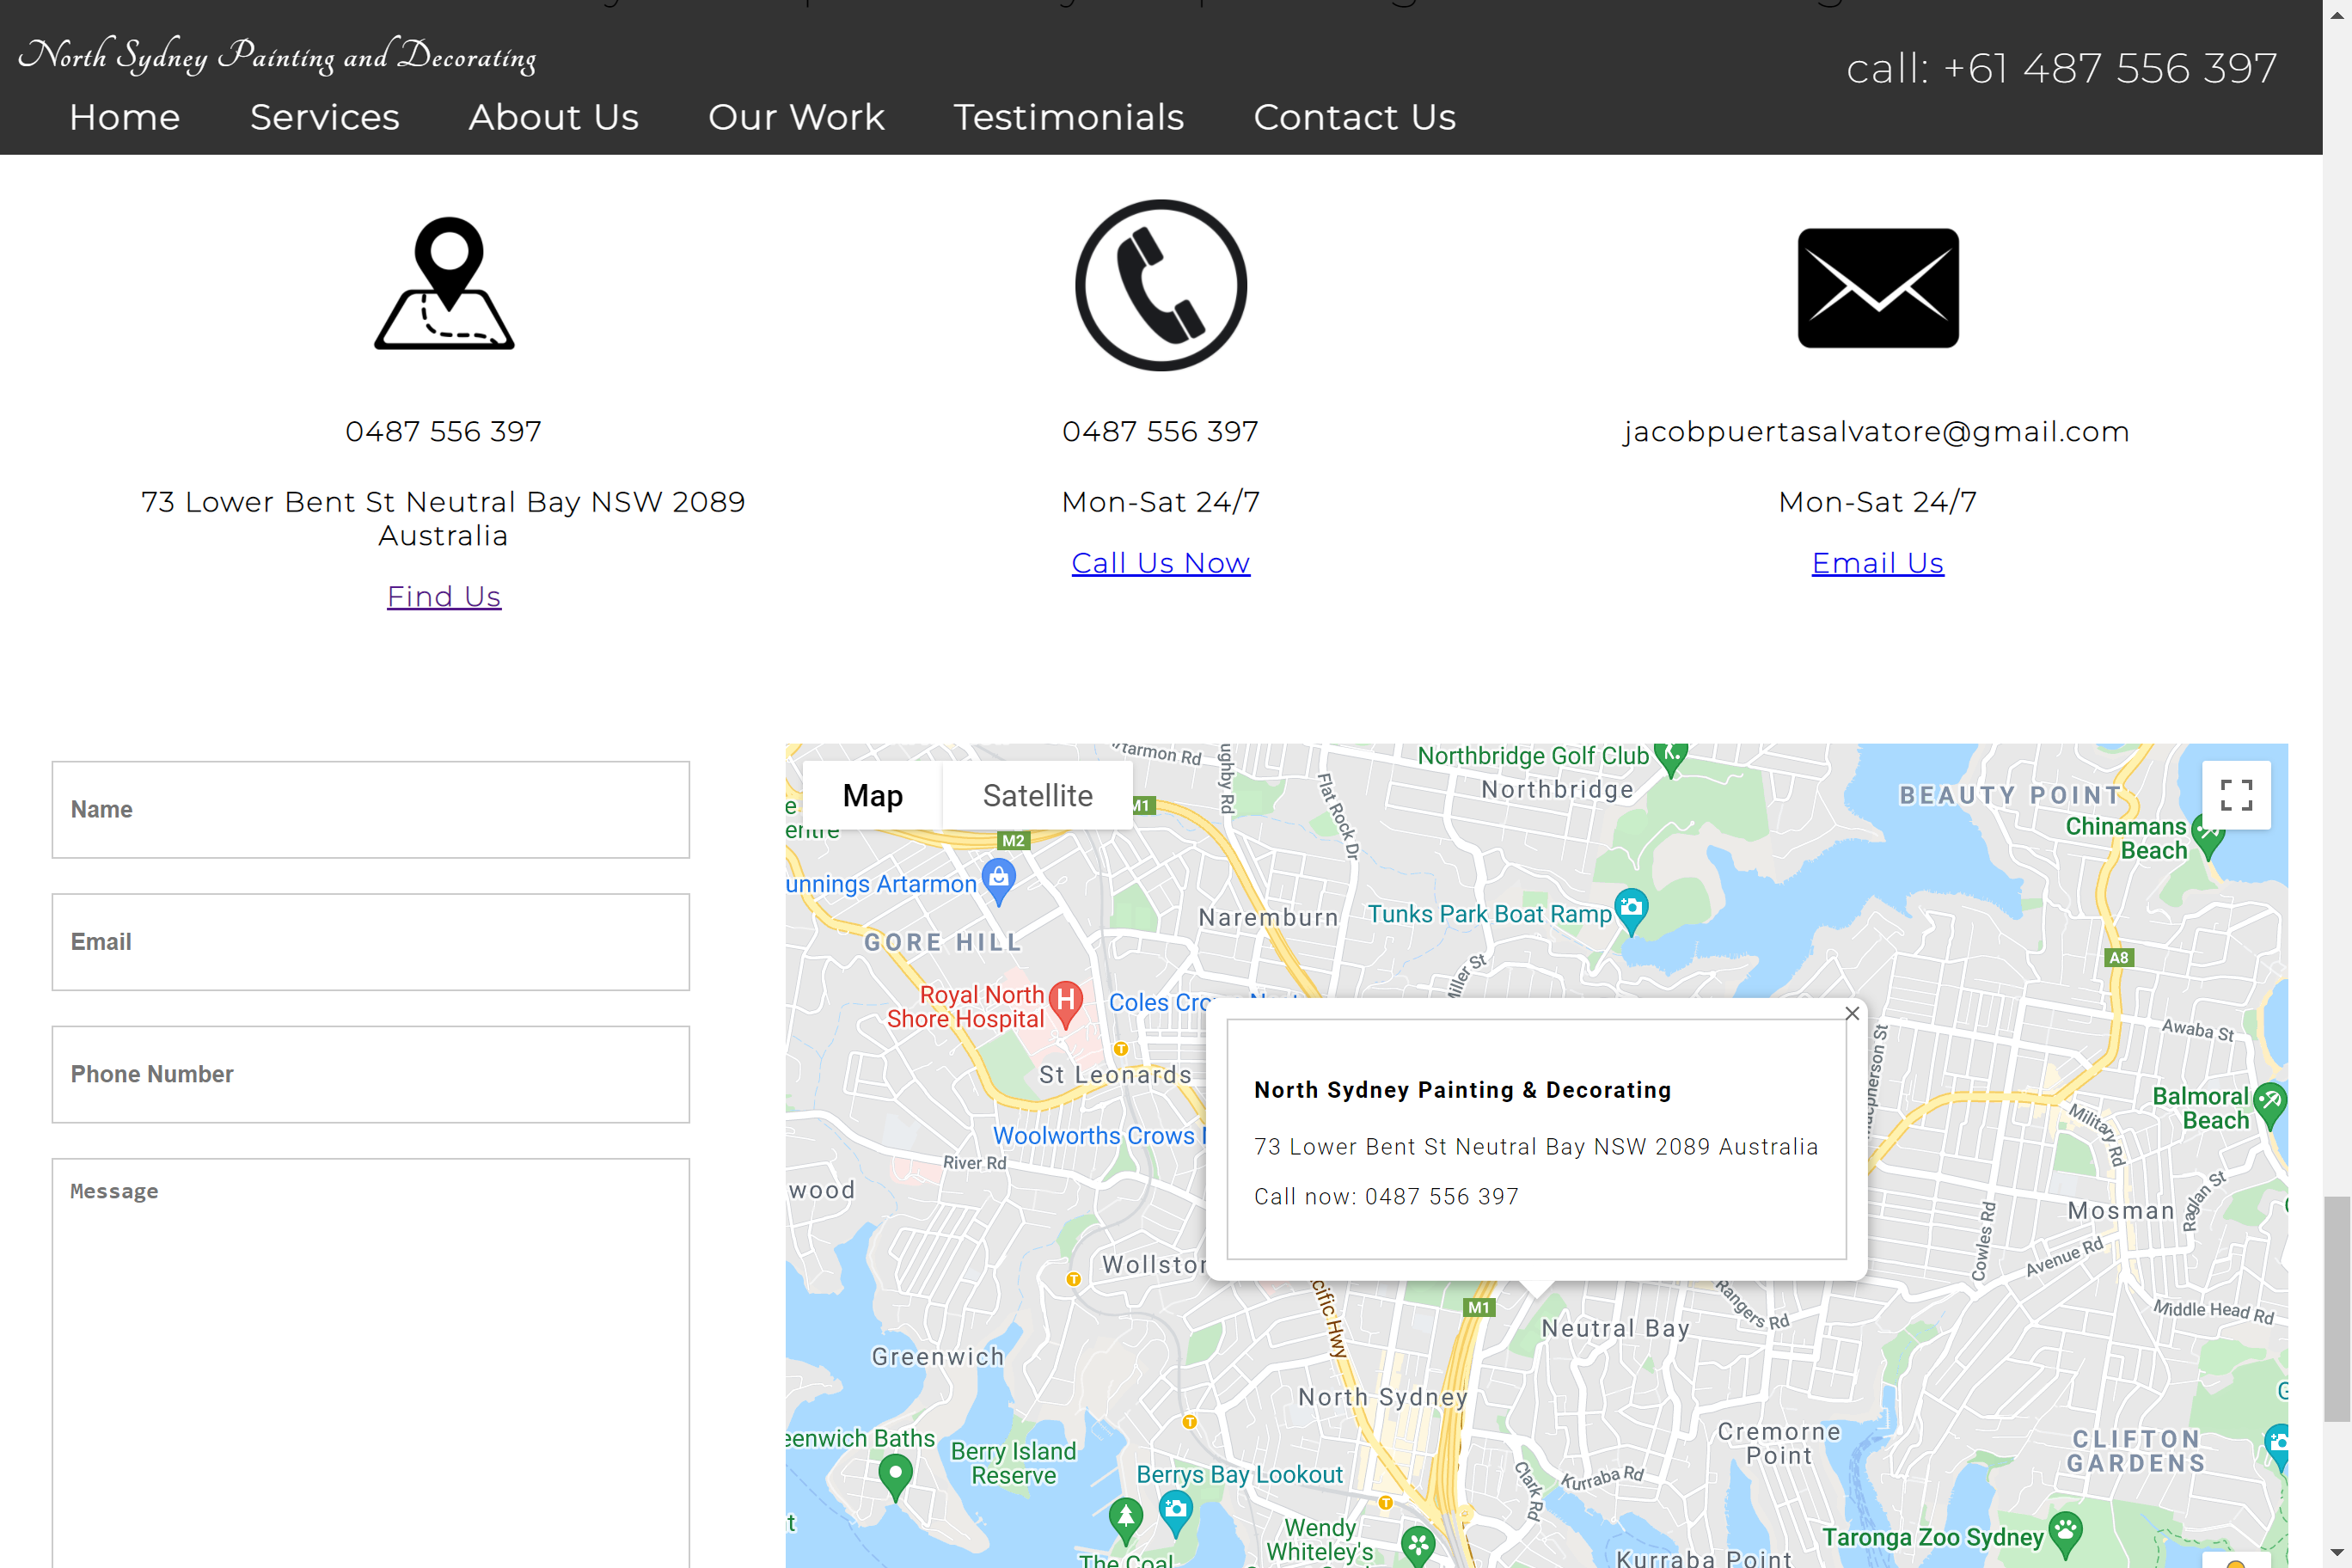 North Sydney Painting and Decorating
call: +61 487 556 397
Home Services About Us Our Work Testimonials Contact Us
0487 556 397
73 Lower Bent St Neutral Bay NSW 2089
Australia
Find Us
0487 556 397
Mon-Sat 24/7
Call Us Now
jacobpuertasalvatore@gmail.com
Mon-Sat 24/7
Email Us
Name
Email
Phone Number
Message
Map Satellite
Northbridge Golf Club
Northbridge
BEAUTY POINT
Chinamans
Beach
Flat Rock Dr
M1
M2
Naremburn
Tunks Park Boat Ramp
GORE HILL
Artarmon
A8
Miller St
Royal North
Shore Hospital
Coles
Awaba St
St Leonards
North Sydney Painting & Decorating
73 Lower Bent St Neutral Bay NSW 2089 Australia
Call now: 0487 556 397
Balmoral
Beach
Military Rd
Woolworths Crows
River Rd
Raglan St
Mosman
Cowles Rd
Avenue Rd
M1
Rangers Rd
Middle Head Rd
Neutral Bay
Greenwich
Hwy
North Sydney
Cremorne
Point
CLIFTON
GARDENS
Baths
Berry Island
Reserve
Berrys Bay Lookout
Clark Rd
Kurraba Rd
Wendy
Whiteley's
Taronga Zoo Sydney
The Coal
Kurraba Point